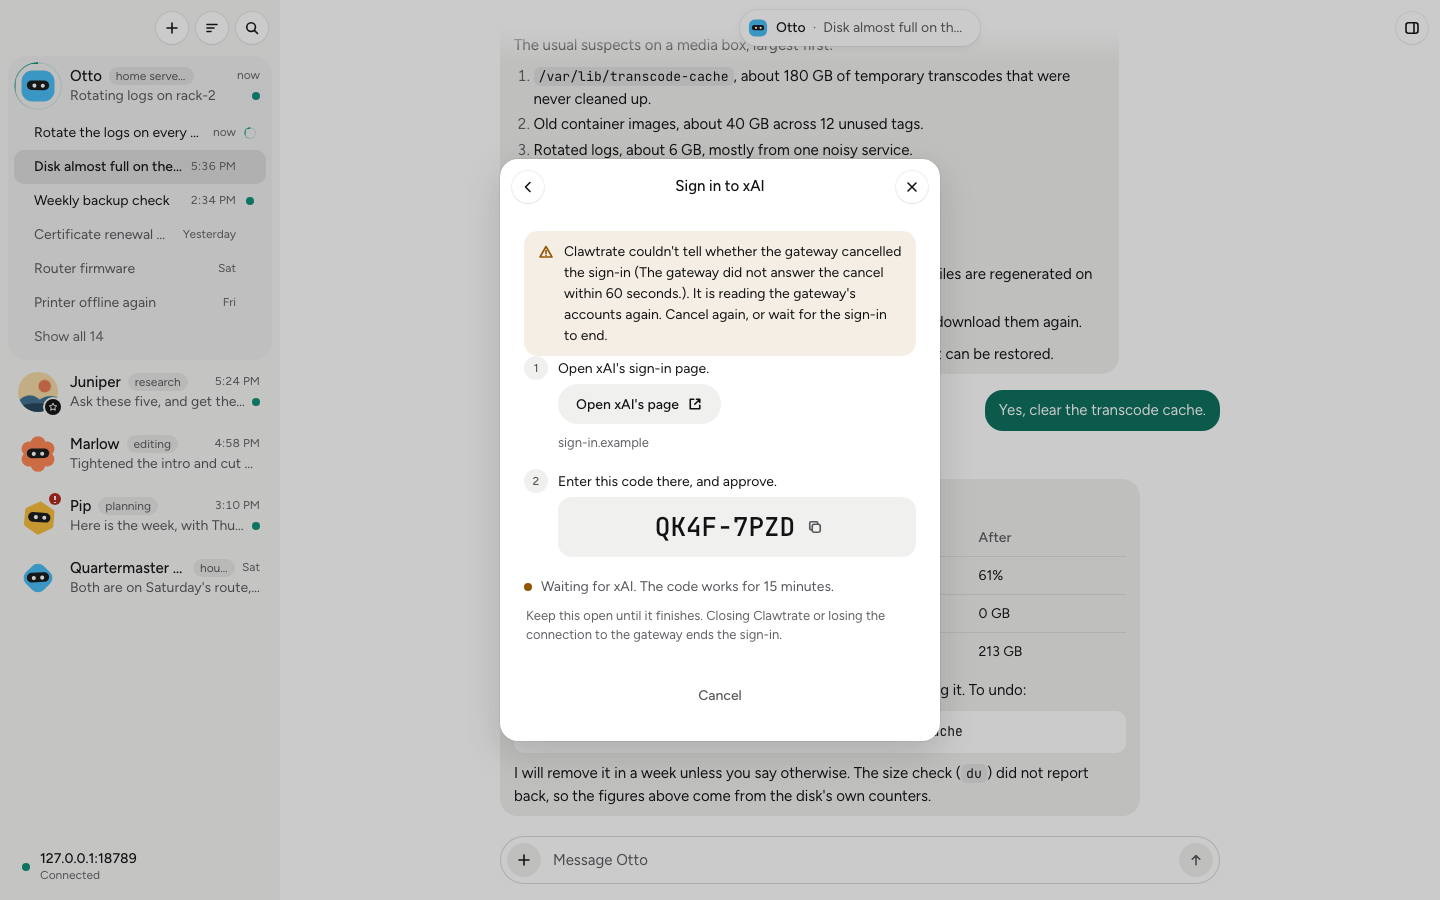 Otto
home serve...
now
Rotating logs on rack-2
Rotate the logs on every ...
now
Disk almost full on the...
5:36 PM
Weekly backup check
2:34 PM
Certificate renewal ...
Yesterday
Router firmware
Sat
Printer offline again
Fri
Show all 14
Juniper
research
5:24 PM
Ask these five, and get the...
Marlow
editing
4:58 PM
Tightened the intro and cut ...
Pip
planning
3:10 PM
Here is the week, with Thu...
Quartermaster ...
hou...
Sat
Both are on Saturday's route,...
127.0.0.1:18789
Connected
Otto · Disk almost full on th...
The usual suspects on a media box, largest first:
1. /var/lib/transcode-cache, about 180 GB of temporary transcodes that were
never cleaned up.
2. Old container images, about 40 GB across 12 unused tags.
3. Rotated logs, about 6 GB, mostly from one noisy service.
iles are regenerated on
download them again.
can be restored.
Yes, clear the transcode cache.
After
61%
0 GB
213 GB
g it. To undo:
ache
I will remove it in a week unless you say otherwise. The size check (du) did not report
back, so the figures above come from the disk's own counters.
Message Otto
Sign in to xAI
Clawtrate couldn't tell whether the gateway cancelled
the sign-in (The gateway did not answer the cancel
within 60 seconds.). It is reading the gateway's
accounts again. Cancel again, or wait for the sign-in
to end.
1 Open xAI's sign-in page.
Open xAI's page
sign-in.example
2 Enter this code there, and approve.
QK4F-7PZD
Waiting for xAI. The code works for 15 minutes.
Keep this open until it finishes. Closing Clawtrate or losing the
connection to the gateway ends the sign-in.
Cancel